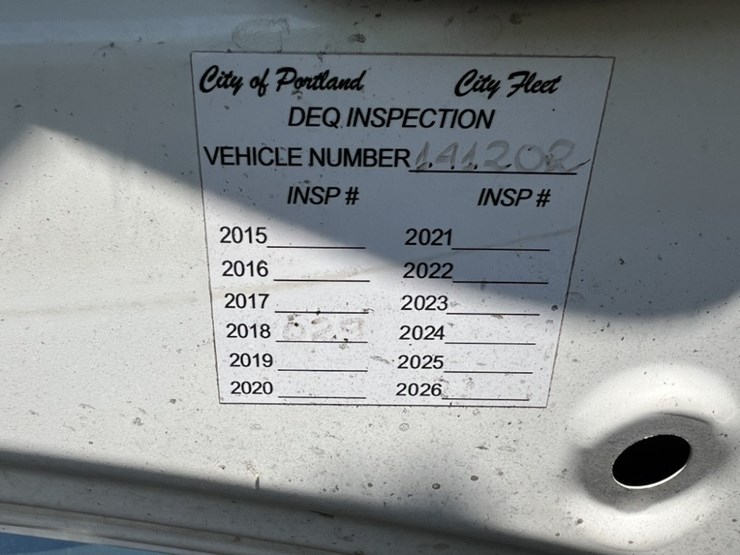 City of Portland City Fleet
DEQ INSPECTION
VEHICLE NUMBER 141202
INSP # INSP #
2015 2021
2016 2022
2017 2023
2018 2024
2019 2025
2020 2026